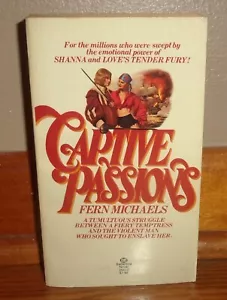 For the millions who were swept by
the emotional power of
SHANNA and LOVE'S TENDER FURY!
CAPTIVE
PASSIONS
FERN MICHAELS
A TUMULTUOUS STRUGGLE
BETWEEN A FIERY TEMPTRESS
AND THE VIOLENT MAN
WHO SOUGHT TO ENSLAVE HER.